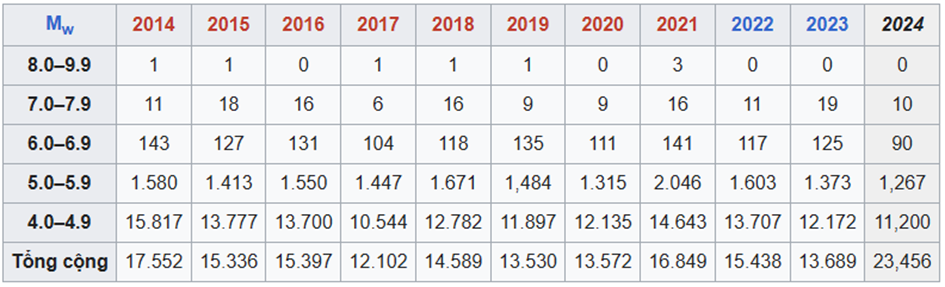 Mw 2014 2015 2016 2017 2018 2019 2020 2021 2022 2023 2024
8.0–9.9 1 1 0 1 1 1 0 3 0 0 0
7.0–7.9 11 18 16 6 16 9 9 16 11 19 10
6.0–6.9 143 127 131 104 118 135 111 141 117 125 90
5.0–5.9 1.580 1.413 1.550 1.447 1.671 1,484 1.315 2.046 1.603 1.373 1,267
4.0–4.9 15.817 13.777 13.700 10.544 12.782 11.897 12.135 14.643 13.707 12.172 11,200
Tổng cộng 17.552 15.336 15.397 12.102 14.589 13.530 13.572 16.849 15.438 13.689 23,456